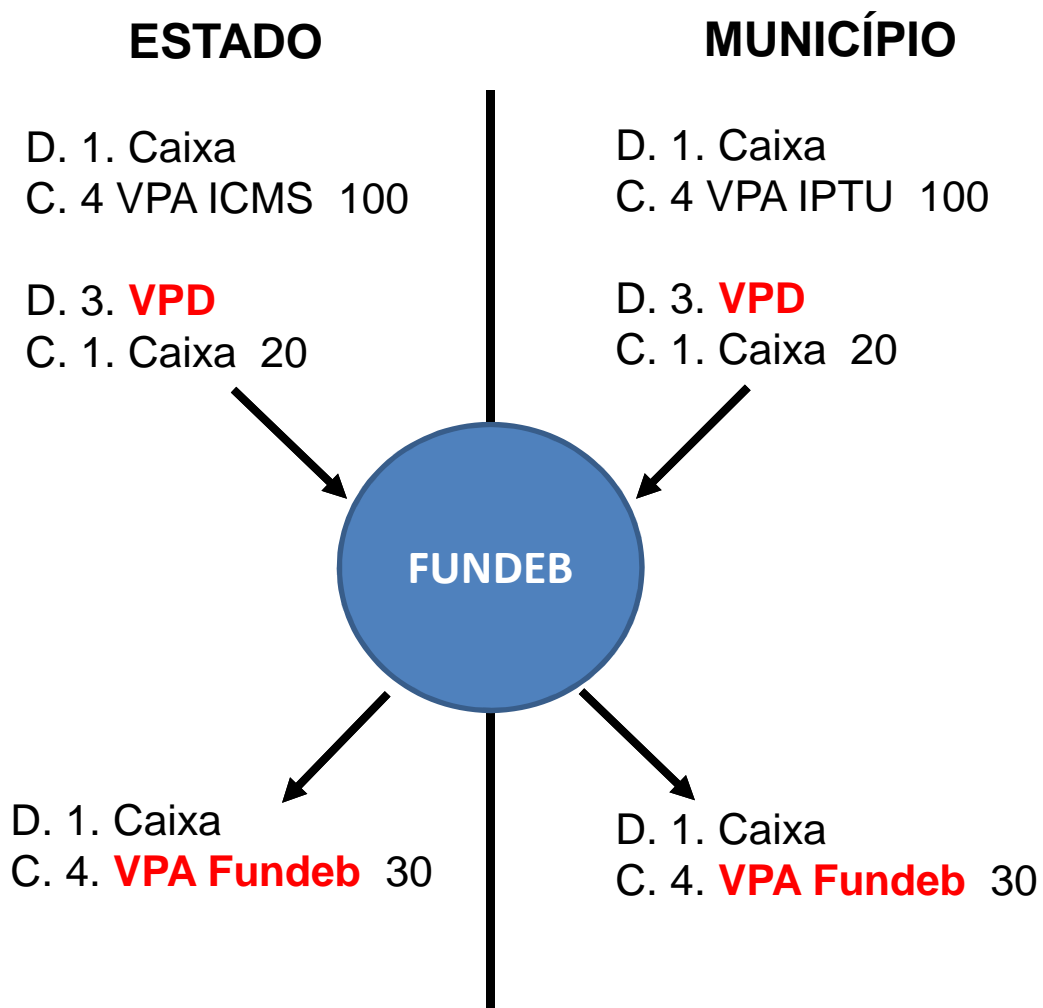 ESTADO
D. 1. Caixa
C. 4 VPA ICMS 100
D. 3. VPD
C. 1. Caixa 20
MUNICÍPIO
D. 1. Caixa
C. 4 VPA IPTU 100
D. 3. VPD
C. 1. Caixa 20
FUNDEB
D. 1. Caixa
C. 4. VPA Fundeb 30
D. 1. Caixa
C. 4. VPA Fundeb 30